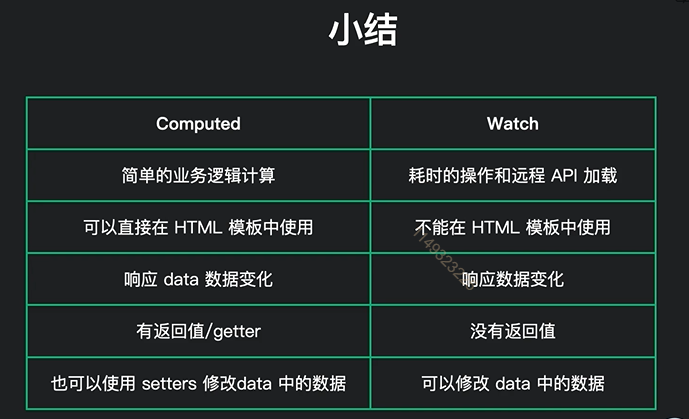 小结
Computed Watch
简单的业务逻辑计算 耗时的操作和远程 API 加载
可以直接在 HTML 模板中使用 不能在 HTML 模板中使用
响应 data 数据变化 响应数据变化
有返回值/getter 没有返回值
也可以使用 setters 修改data 中的数据 可以修改 data 中的数据